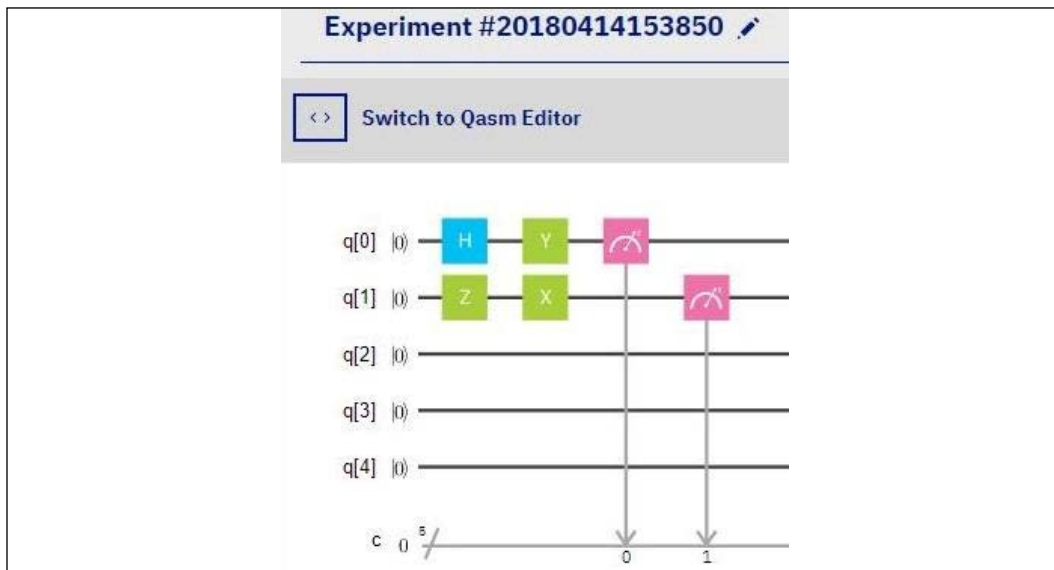 Experiment #20180414153850
<> Switch to Qasm Editor
q[0] |0⟩ H Y
q[1] |0⟩ Z X
q[2] |0⟩
q[3] |0⟩
q[4] |0⟩
c 0 5
0 1